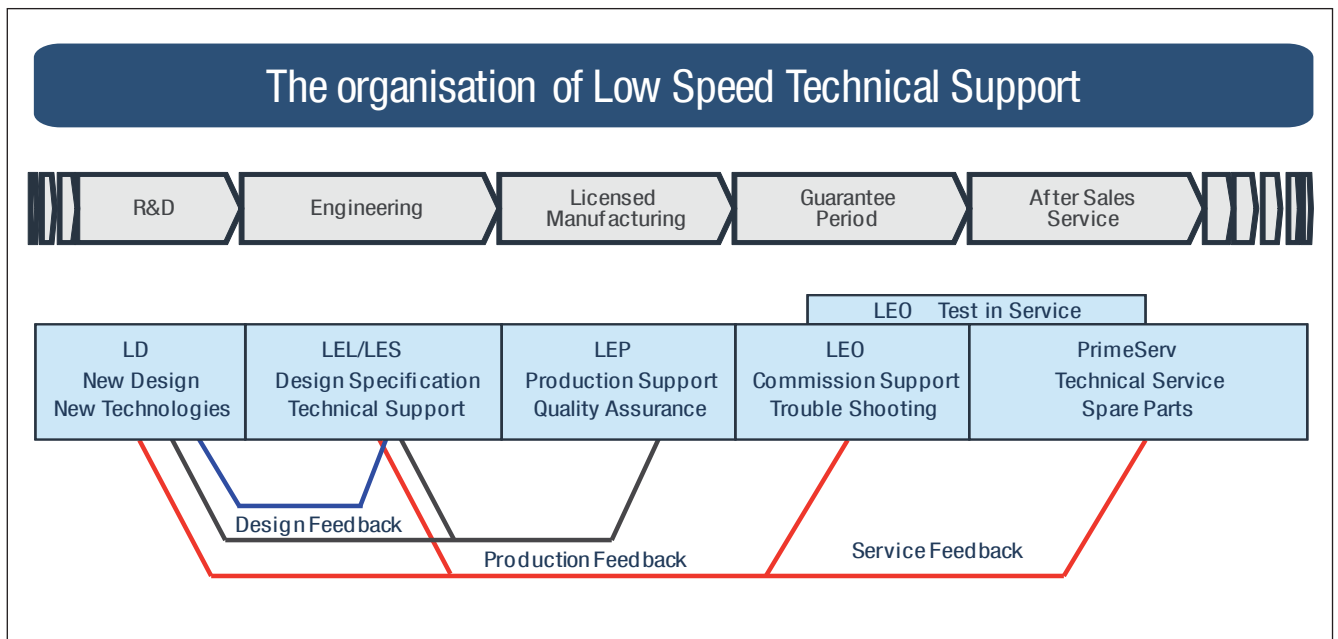 The organisation of Low Speed Technical Support
R&D
Engineering
Licensed
Manufacturing
Guarantee
Period
After Sales
Service
LEO Test in Service
LD
New Design
New Technologies
LEL/LES
Design Specification
Technical Support
LEP
Production Support
Quality Assurance
LEO
Commission Support
Trouble Shooting
PrimeServ
Technical Service
Spare Parts
Design Feedback
Production Feedback
Service Feedback